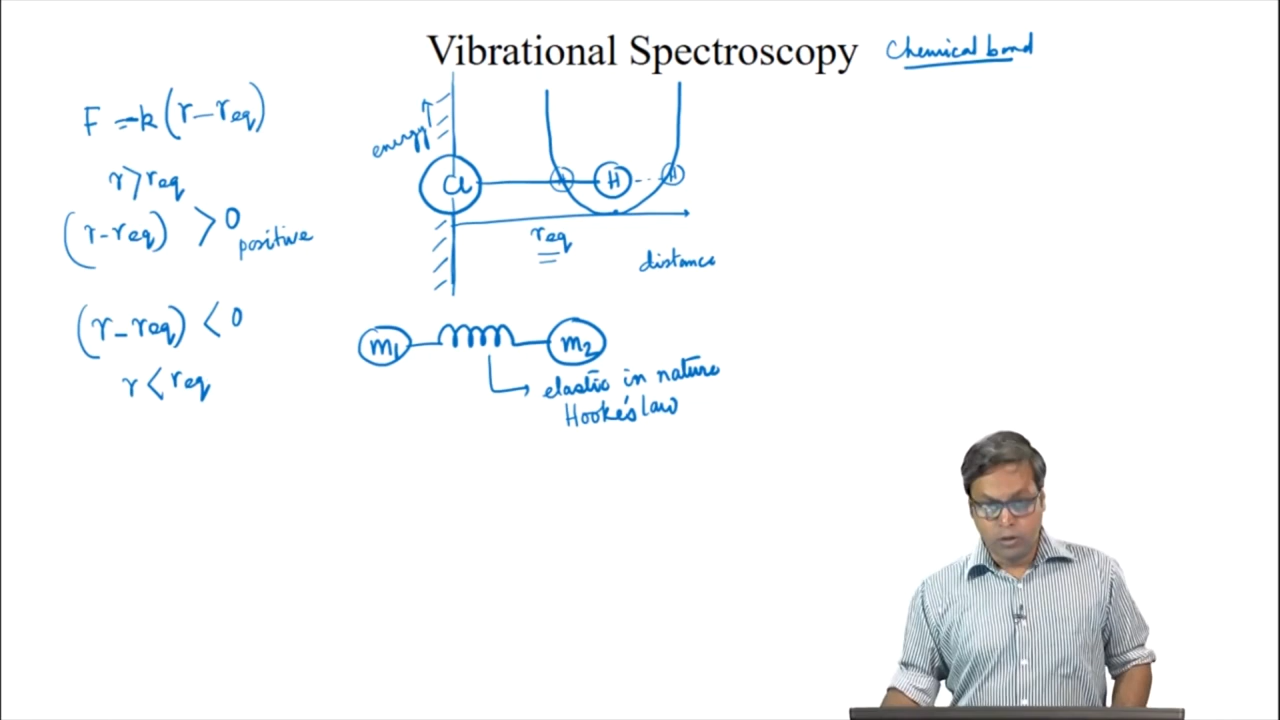 Vibrational Spectroscopy
Chemical bond
F = -k(r - req)
r > req
(r - req) > 0
positive
(r - req) < 0
r < req
energy
Cl
H
H
H
req
distance
m1
m2
elastic in nature
Hooke's law